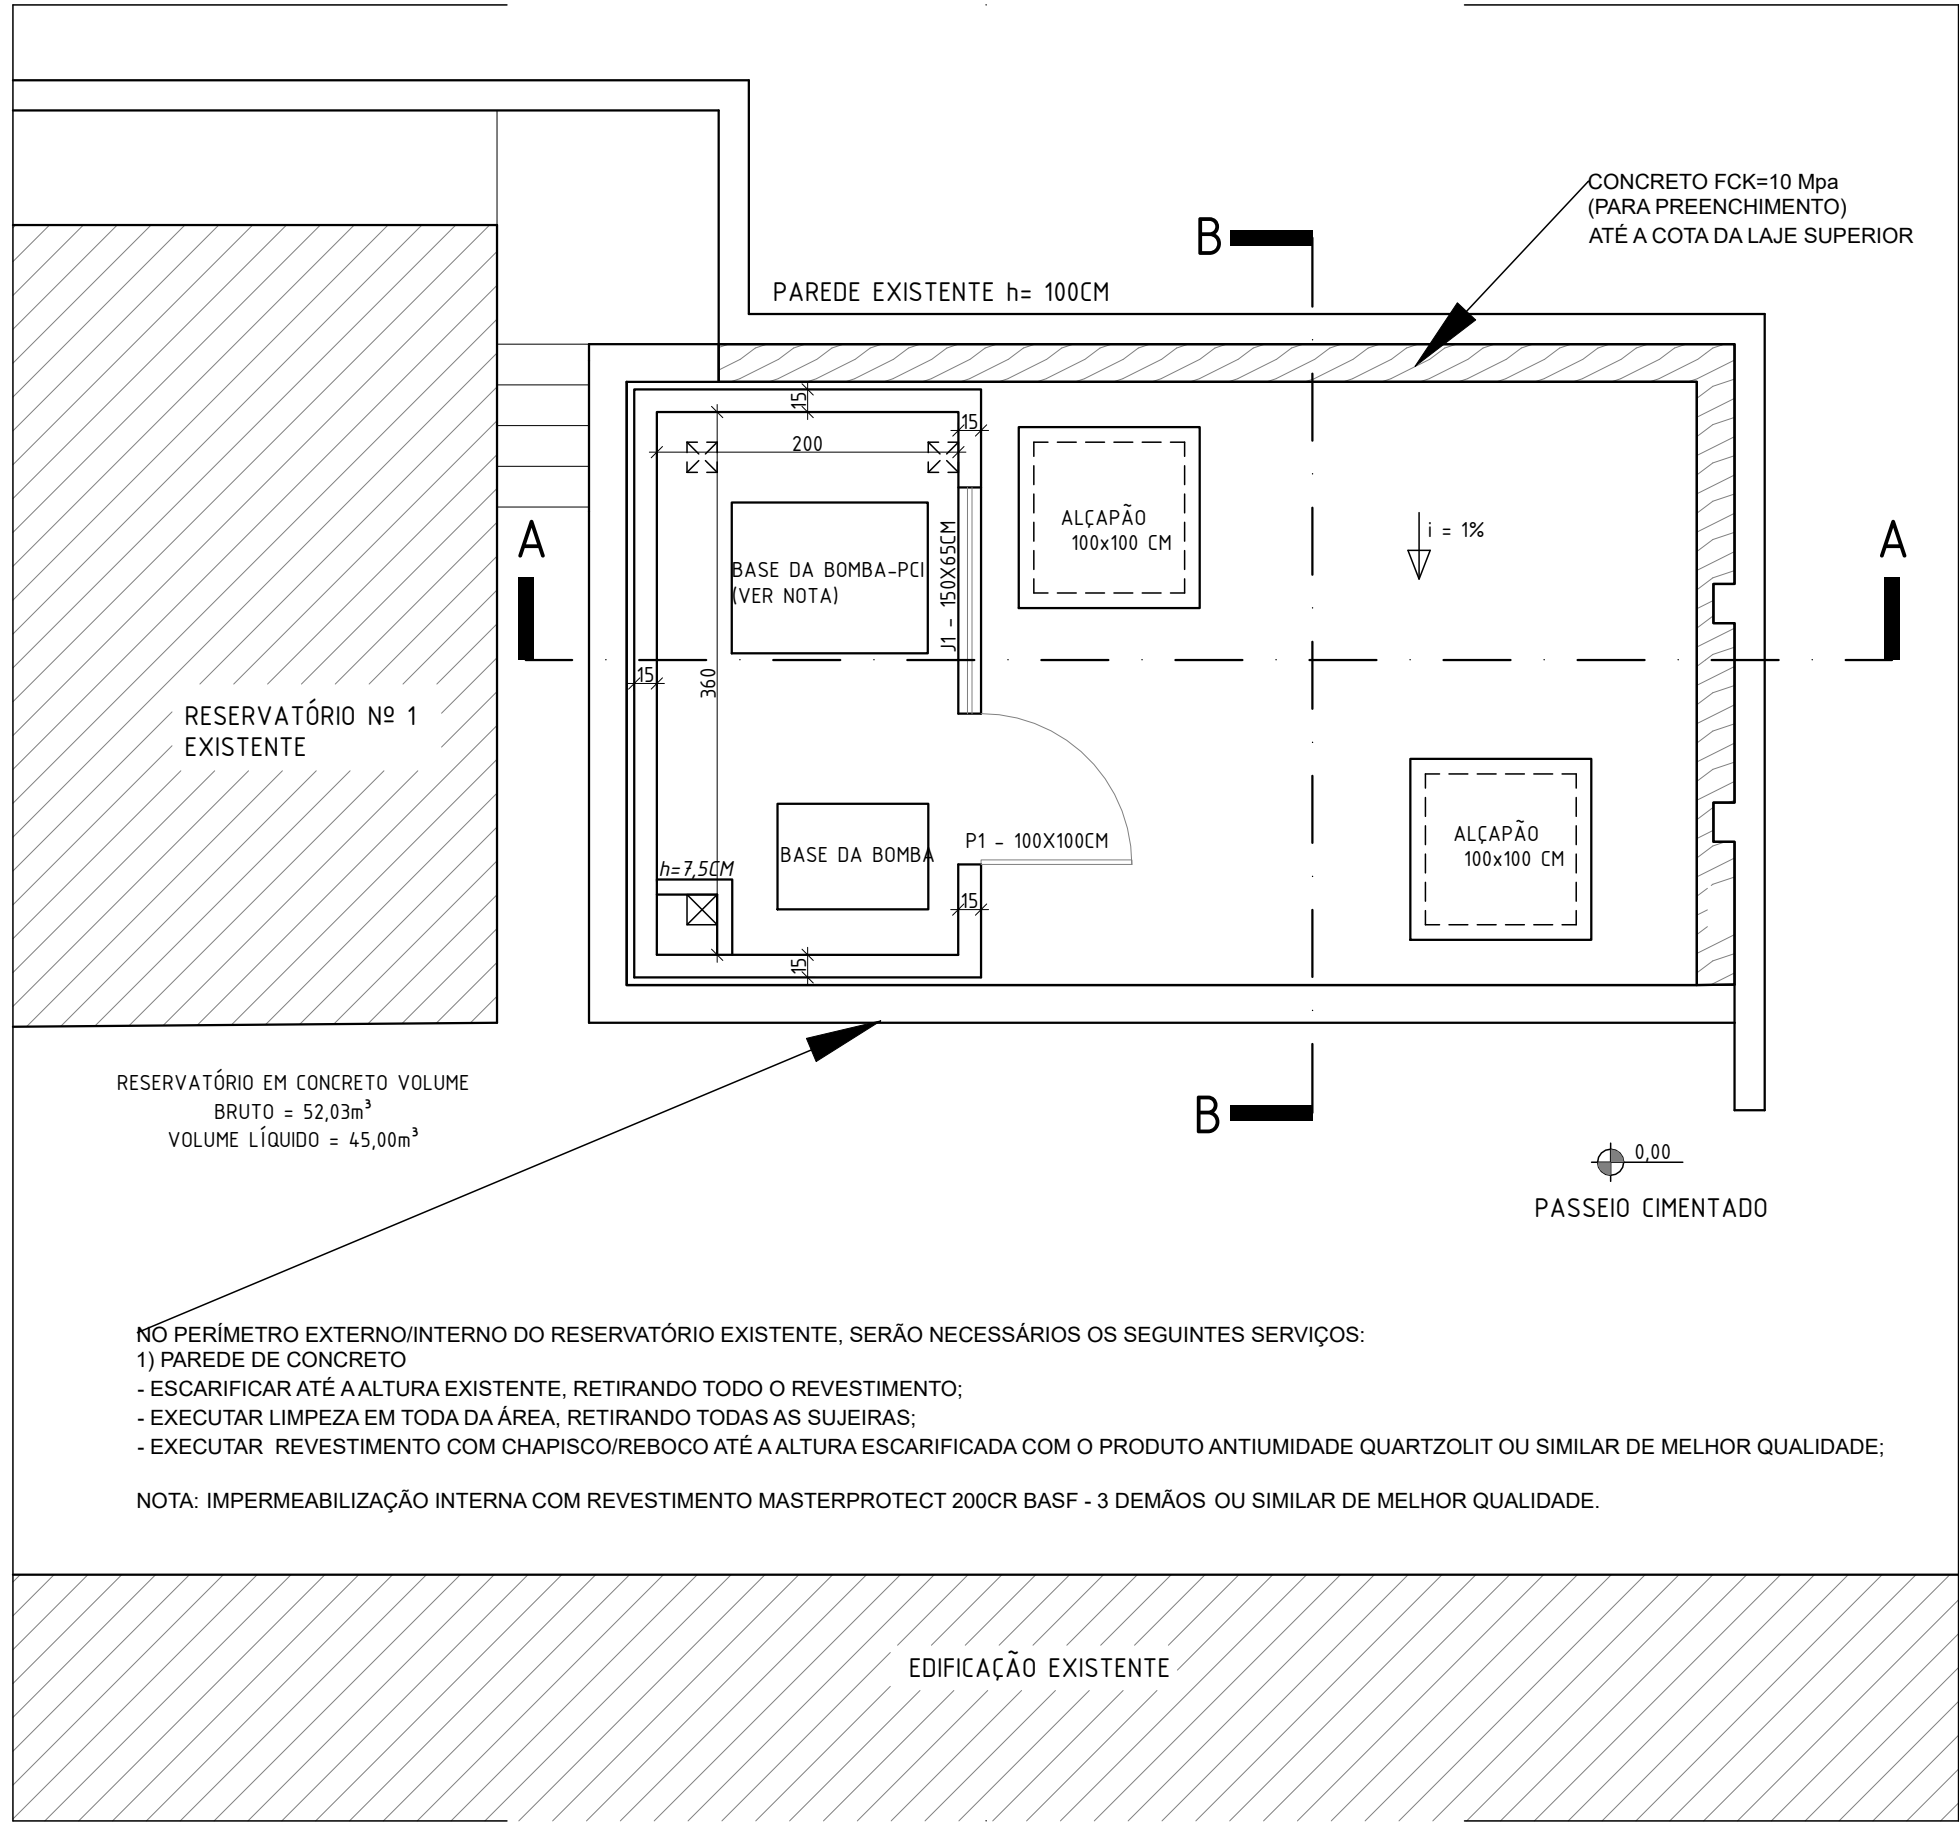 CONCRETO FCK=10 Mpa
(PARA PREENCHIMENTO)
ATÉ A COTA DA LAJE SUPERIOR
B
PAREDE EXISTENTE h= 100CM
15
15
200
ALÇAPÃO
100x100 CM
i = 1%
A
A
BASE DA BOMBA-PCI
(VER NOTA)
J1 - 150X65CM
15
360
RESERVATÓRIO Nº 1
EXISTENTE
P1 - 100X100CM
ALÇAPÃO
100x100 CM
BASE DA BOMBA
h=7,5CM
15
15
RESERVATÓRIO EM CONCRETO VOLUME
BRUTO = 52,03m³
VOLUME LÍQUIDO = 45,00m³
B
0,00
PASSEIO CIMENTADO
NO PERÍMETRO EXTERNO/INTERNO DO RESERVATÓRIO EXISTENTE, SERÃO NECESSÁRIOS OS SEGUINTES SERVIÇOS:
1) PAREDE DE CONCRETO
- ESCARIFICAR ATÉ A ALTURA EXISTENTE, RETIRANDO TODO O REVESTIMENTO;
- EXECUTAR LIMPEZA EM TODA DA ÁREA, RETIRANDO TODAS AS SUJEIRAS;
- EXECUTAR  REVESTIMENTO COM CHAPISCO/REBOCO ATÉ A ALTURA ESCARIFICADA COM O PRODUTO ANTIUMIDADE QUARTZOLIT OU SIMILAR DE MELHOR QUALIDADE;
NOTA: IMPERMEABILIZAÇÃO INTERNA COM REVESTIMENTO MASTERPROTECT 200CR BASF - 3 DEMÃOS OU SIMILAR DE MELHOR QUALIDADE.
EDIFICAÇÃO EXISTENTE